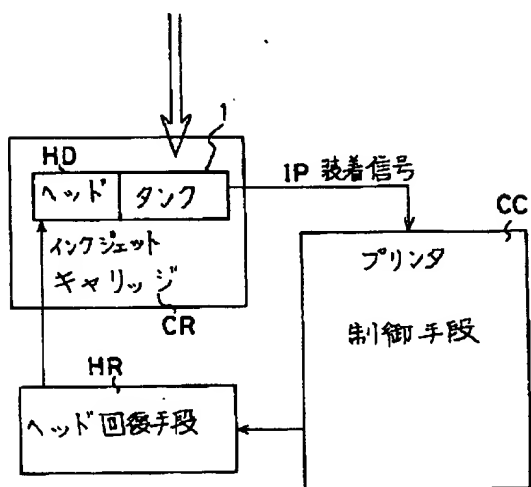 1
HD
ヘッド
タンク
IP 装着信号
CC
インクジェット
キャリッジ
CR
プリンタ
制御手段
HR
ヘッド回復手段